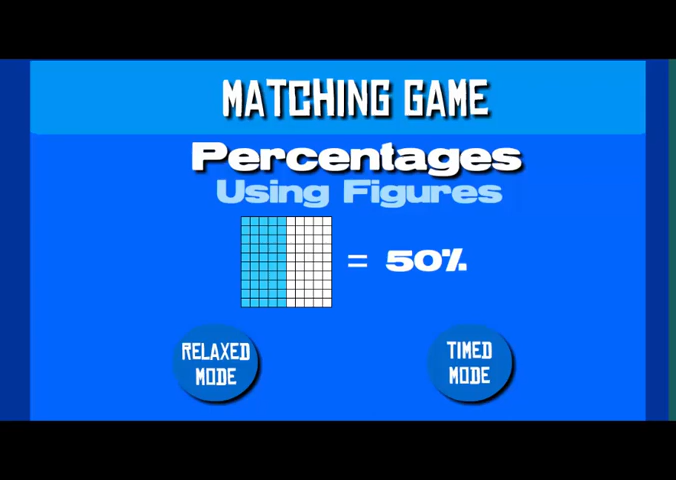 MATCHING GAME
Percentages
Using Figures
= 50%
RELAXED
MODE
TIMED
MODE